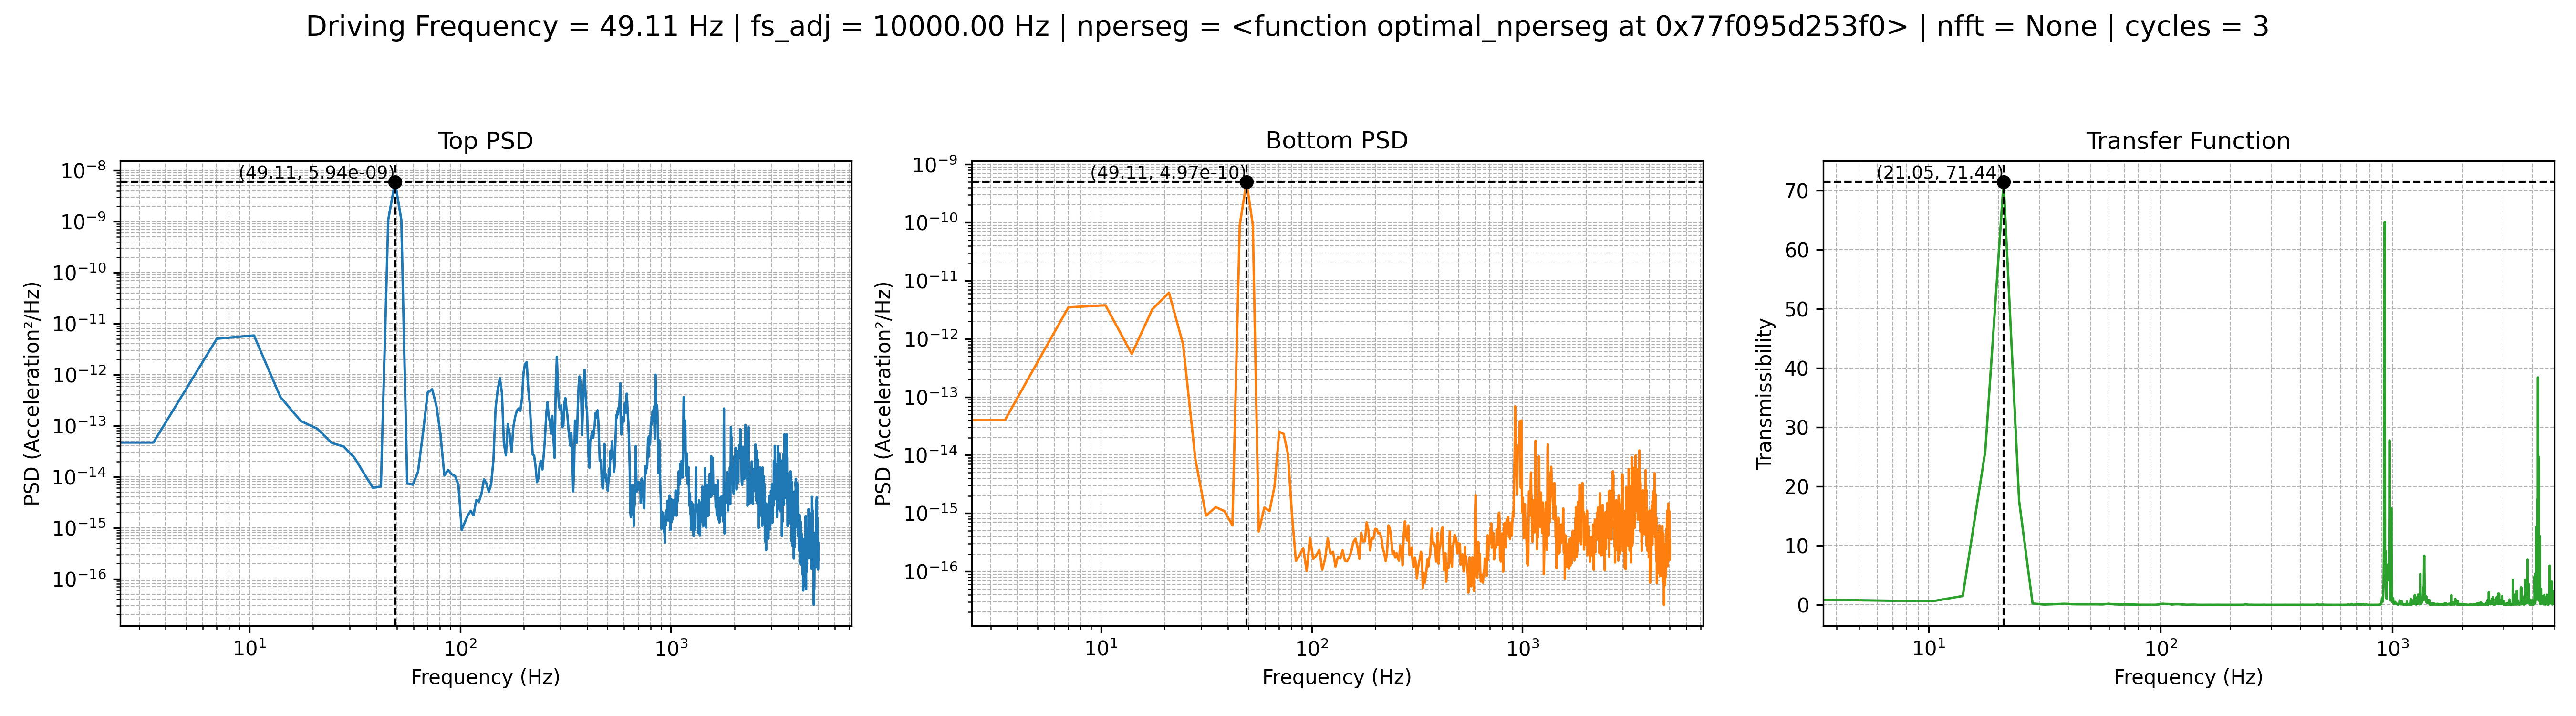 Driving Frequency = 49.11 Hz | fs_adj = 10000.00 Hz | nperseg = <function optimal_nperseg at 0x77f095d253f0> | nfft = None | cycles = 3
Top PSD
(49.11, 5.94e-09)
PSD (Acceleration²/Hz)
10⁻⁸
10⁻⁹
10⁻¹⁰
10⁻¹¹
10⁻¹²
10⁻¹³
10⁻¹⁴
10⁻¹⁵
10⁻¹⁶
10¹ 10² 10³
Frequency (Hz)
Bottom PSD
(49.11, 4.97e-10)
PSD (Acceleration²/Hz)
10⁻⁹
10⁻¹⁰
10⁻¹¹
10⁻¹²
10⁻¹³
10⁻¹⁴
10⁻¹⁵
10⁻¹⁶
10¹ 10² 10³
Frequency (Hz)
Transfer Function
(21.05, 71.44)
Transmissibility
70
60
50
40
30
20
10
0
10¹ 10² 10³
Frequency (Hz)